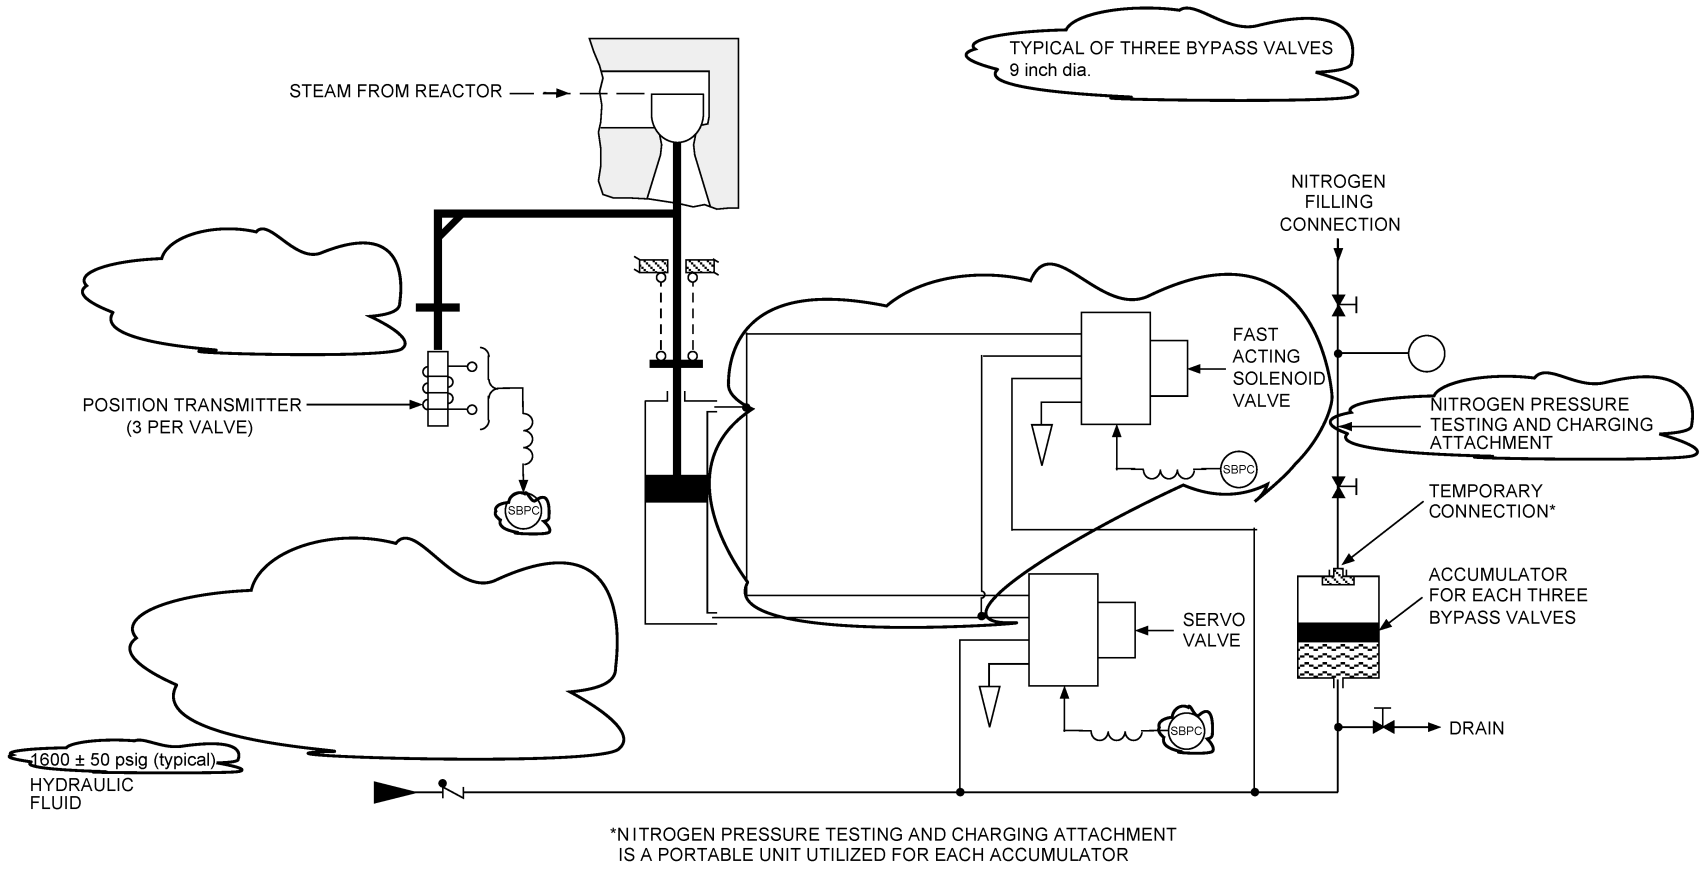 TYPICAL OF THREE BYPASS VALVES
9 inch dia.
STEAM FROM REACTOR
NITROGEN
FILLING
CONNECTION
FAST
ACTING
SOLENOID
VALVE
POSITION TRANSMITTER
(3 PER VALVE)
NITROGEN PRESSURE
TESTING AND CHARGING
ATTACHMENT
SBPC
SBPC
TEMPORARY
CONNECTION*
ACCUMULATOR
FOR EACH THREE
BYPASS VALVES
SERVO
VALVE
SBPC
DRAIN
1600 ± 50 psig (typical)
HYDRAULIC
FLUID
*NITROGEN PRESSURE TESTING AND CHARGING ATTACHMENT
IS A PORTABLE UNIT UTILIZED FOR EACH ACCUMULATOR